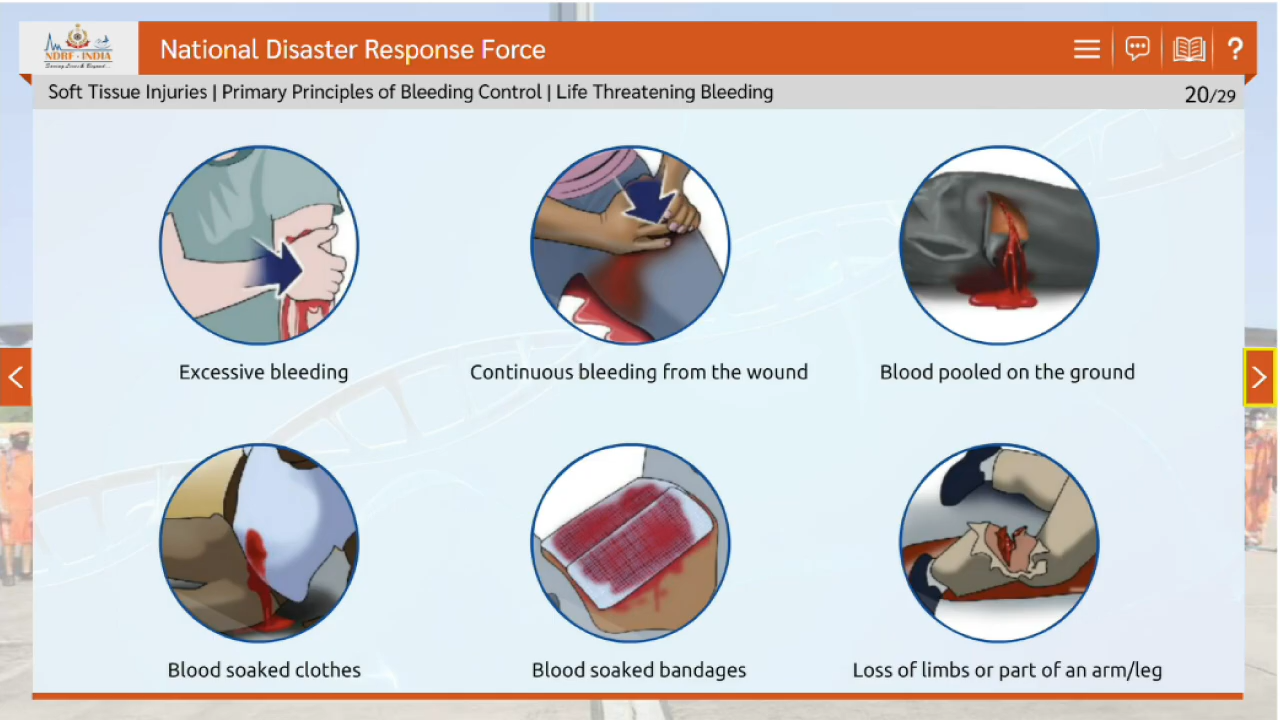 NDRF - INDIA
National Disaster Response Force
?
Soft Tissue Injuries | Primary Principles of Bleeding Control | Life Threatening Bleeding
20/29
Excessive bleeding
Continuous bleeding from the wound
Blood pooled on the ground
Blood soaked clothes
Blood soaked bandages
Loss of limbs or part of an arm/leg